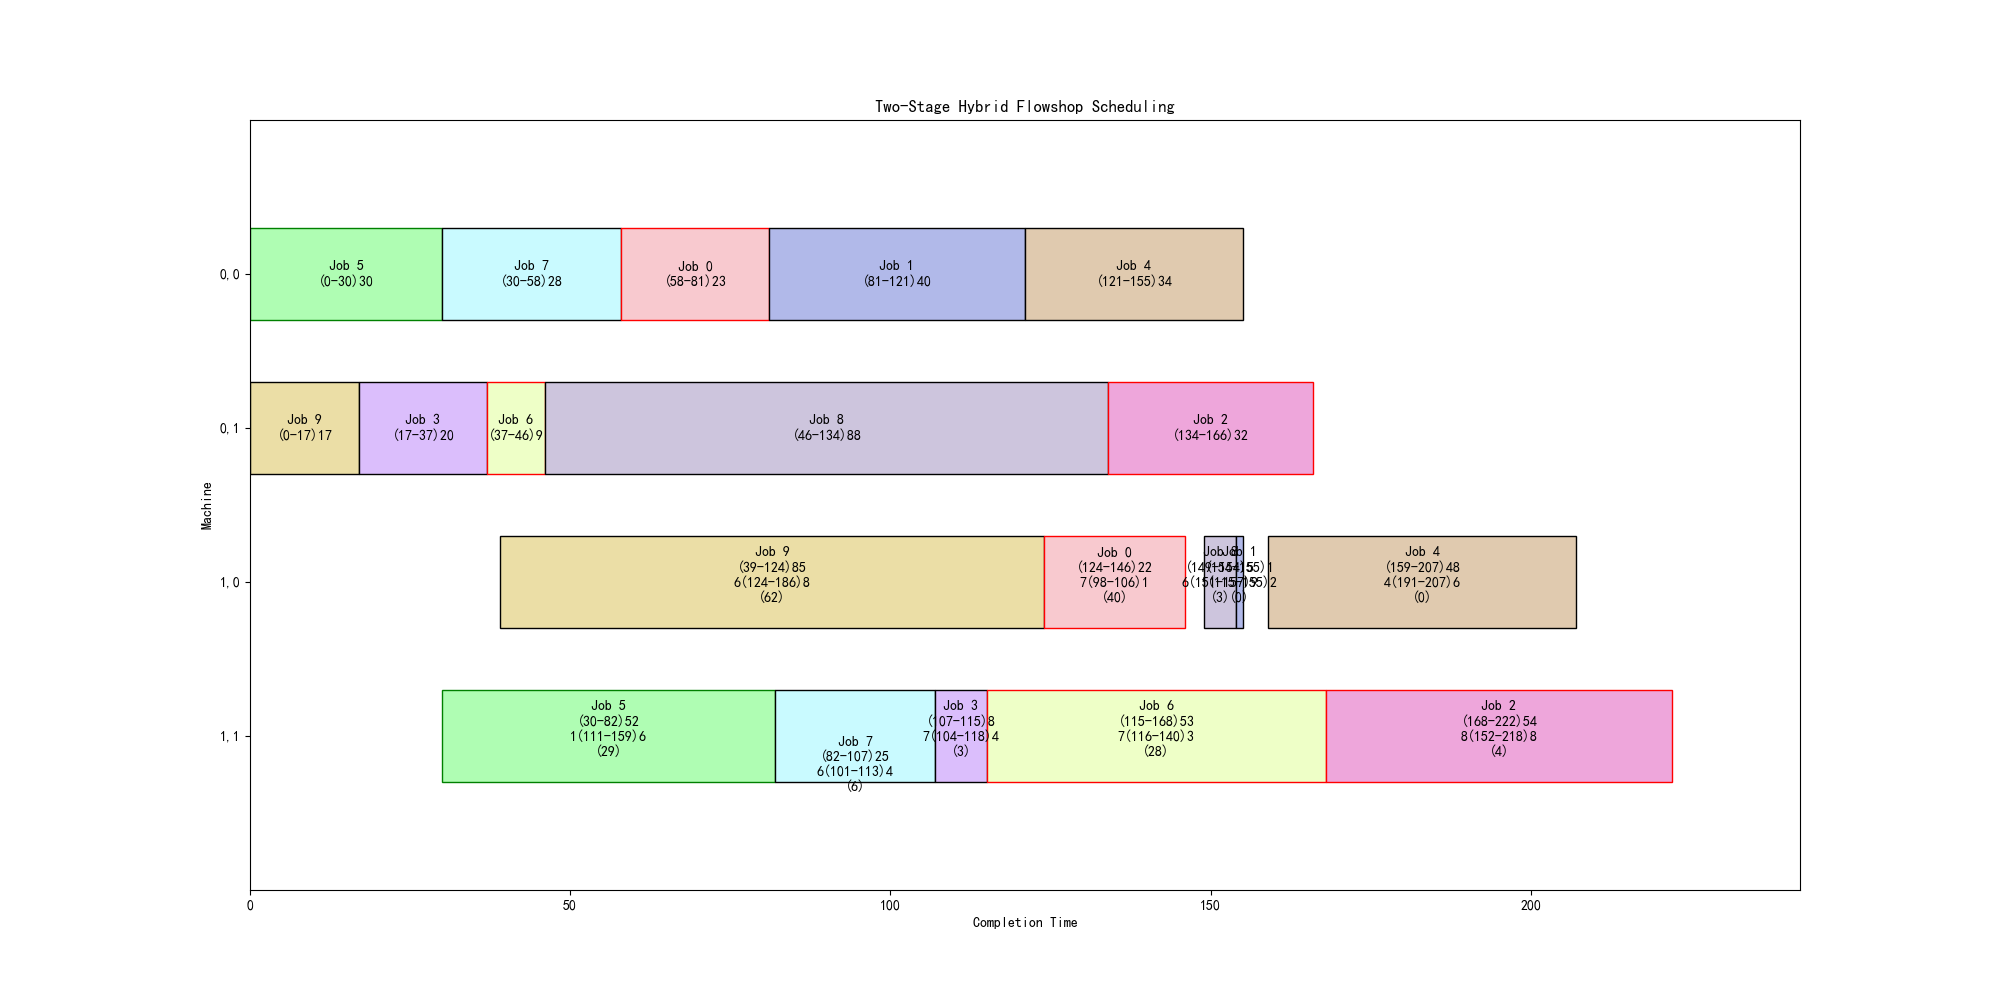 Two-Stage Hybrid Flowshop Scheduling
0,0
Job 5
(0-30)30
Job 7
(30-58)28
Job 0
(58-81)23
Job 1
(81-121)40
Job 4
(121-155)34
0,1
Job 9
(0-17)17
Job 3
(17-37)20
Job 6
(37-46)9
Job 8
(46-134)88
Job 2
(134-166)32
Machine
1,0
Job 9
(39-124)85
6(124-186)8
(62)
Job 0
(124-146)22
7(98-106)1
(40)
(3)
Job 1
(0)
Job 4
(159-207)48
4(191-207)6
(0)
1,1
Job 5
(30-82)52
1(111-159)6
(29)
Job 7
(82-107)25
6(101-113)4
(6)
Job 3
(107-115)8
7(104-118)4
(3)
Job 6
(115-168)53
7(116-140)3
(28)
Job 2
(168-222)54
8(152-218)8
(4)
0
50
100
150
200
Completion Time